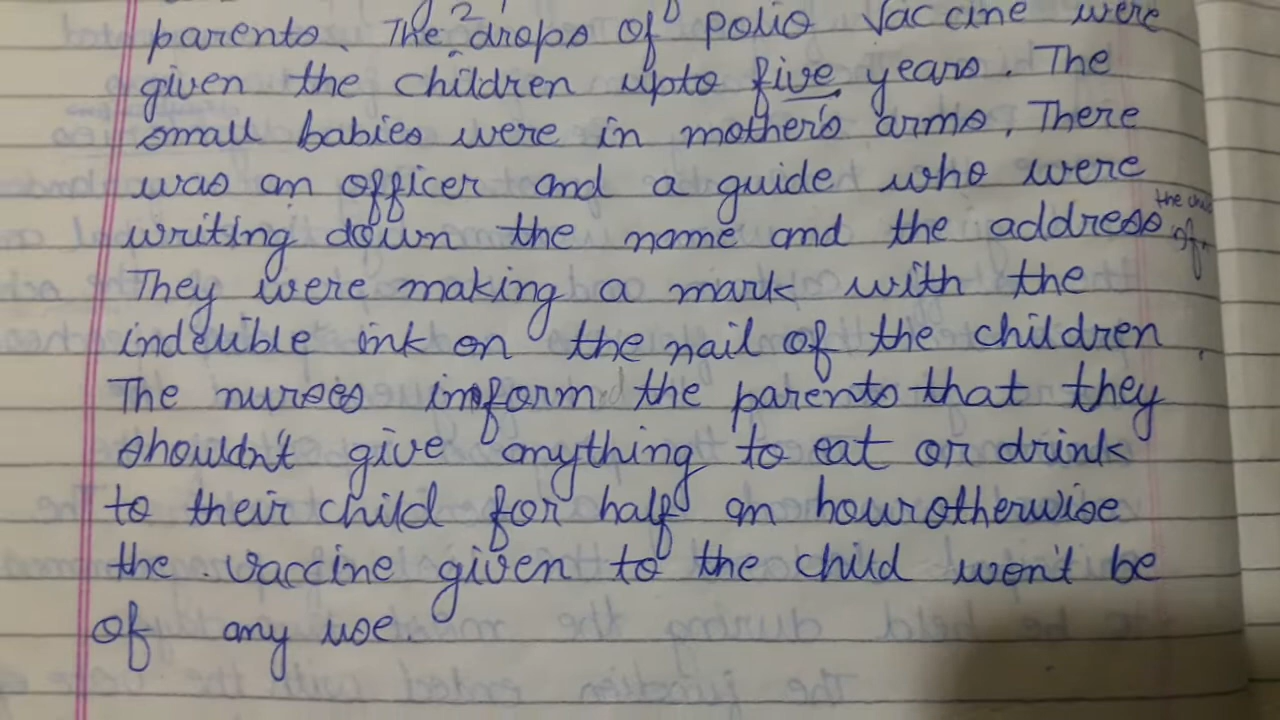 parents. The 2 drops of polio vaccine were
given the children upto five years. The
small babies were in mother's arms. There
was an officer and a guide who were
writing down the name and the address of the
They were making a mark with the
indelible ink on the nail of the children.
The nurses inform the parents that they
shouldn't give anything to eat or drink
to their child for half an hour otherwise
the vaccine given to the child won't be
of any use.